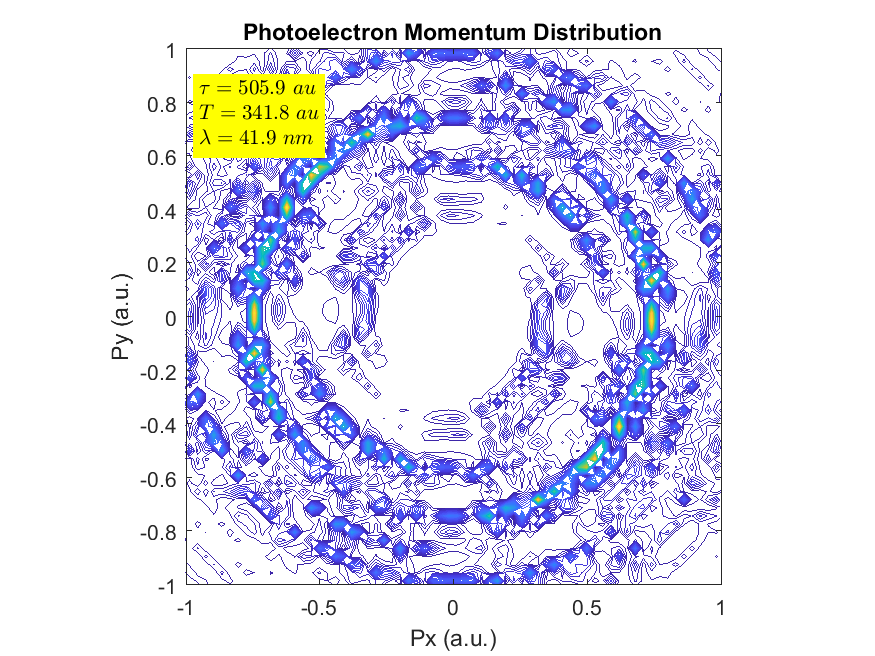 Photoelectron Momentum Distribution
τ = 505.9 au
T = 341.8 au
λ = 41.9 nm
1
0.8
0.6
0.4
0.2
0
-0.2
-0.4
-0.6
-0.8
-1
Py (a.u.)
-1 -0.5 0 0.5 1
Px (a.u.)